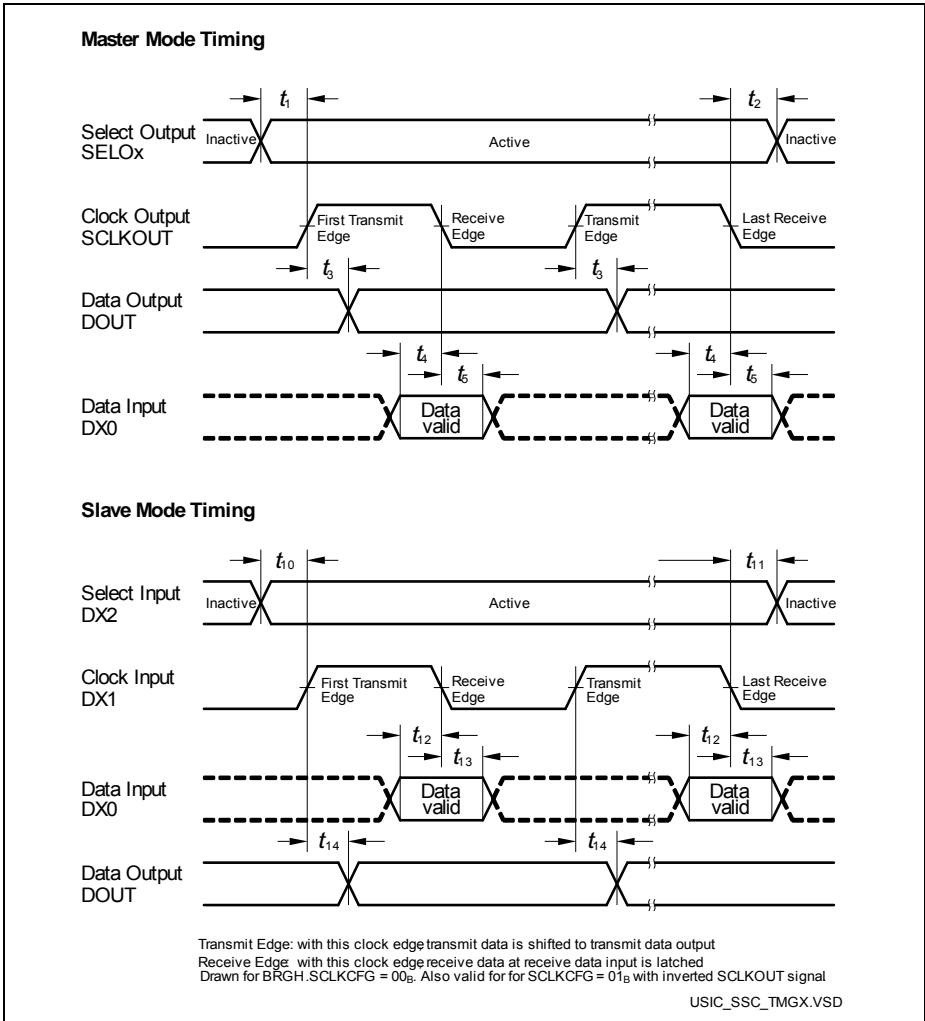 Master Mode Timing
t1
t2
Select Output
SELOx
Inactive
Active
Inactive
Clock Output
SCLKOUT
First Transmit
Edge
Receive
Edge
Transmit
Edge
Last Receive
Edge
t3
t3
Data Output
DOUT
t4
t5
t4
t5
Data Input
DX0
Data
valid
Data
valid
Slave Mode Timing
t10
t11
Select Input
DX2
Inactive
Active
Inactive
Clock Input
DX1
First Transmit
Edge
Receive
Edge
Transmit
Edge
Last Receive
Edge
t12
t13
t12
t13
Data Input
DX0
Data
valid
Data
valid
t14
t14
Data Output
DOUT
Transmit Edge: with this clock edge, transmit data is shifted to transmit data output
Receive Edge: with this clock edge, receive data at receive data input is latched
Drawn for BRGH.SCLKCFG = 00B. Also valid for for SCLKCFG = 01B with inverted SCLKOUT signal.
USIC_SSC_TMGX.VSD